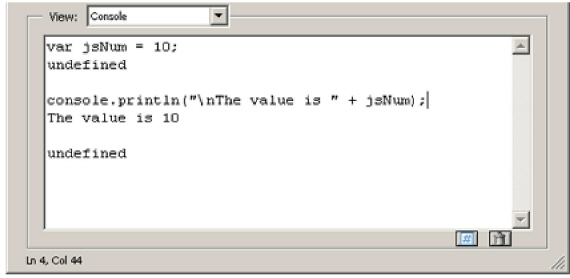 View: Console
var jsNum = 10;
undefined
console.println("\nThe value is " + jsNum);
The value is 10
undefined
Ln 4, Col 44